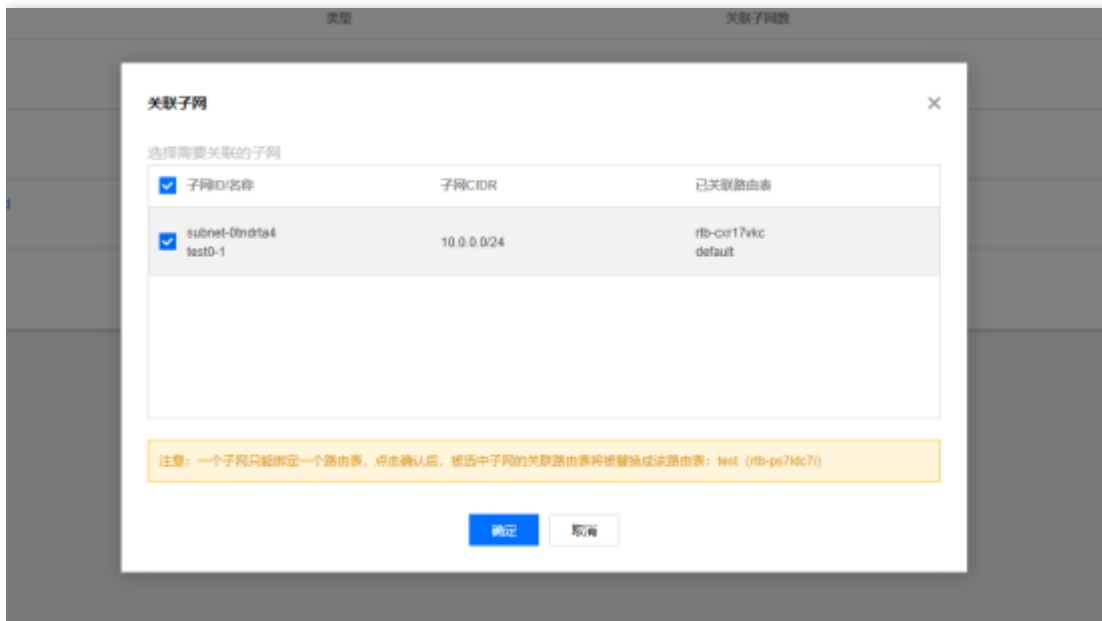 类型 关联子网数
关联子网
选择需要关联的子网
子网ID/名称 子网CIDR 已关联路由表
subnet-0tndrta4 10.0.0.0/24 rtb-cxr17vkc
test0-1 default
注意：一个子网只能绑定一个路由表，点击确认后，被选中子网的关联路由表将被替换成该路由表：test（rtb-ps7ldc7i）
确定 取消